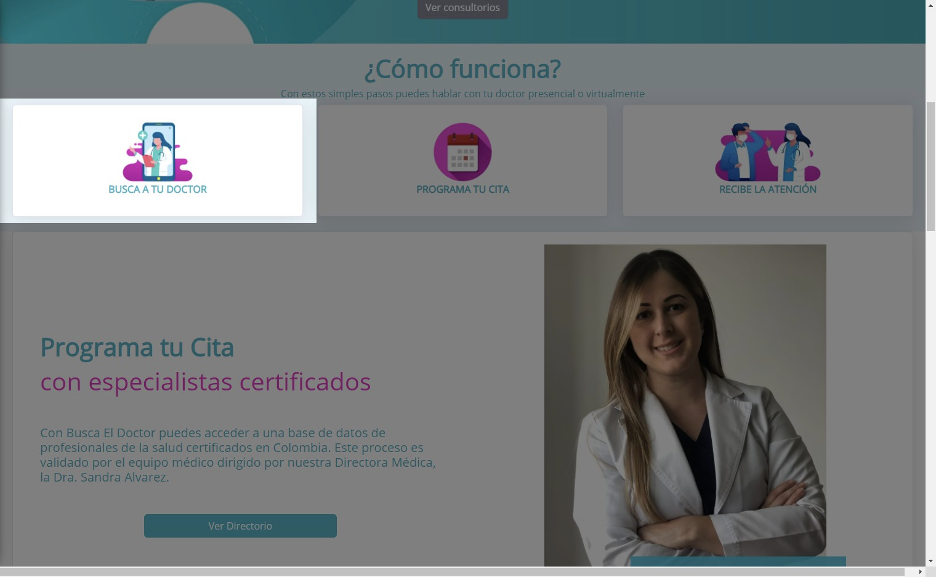 Ver consultorios
¿Cómo funciona?
Con estos simples pasos puedes hablar con tu doctor presencial o virtualmente
BUSCA A TU DOCTOR
PROGRAMA TU CITA
RECIBE LA ATENCIÓN
Programa tu Cita
con especialistas certificados
Con Busca El Doctor puedes acceder a una base de datos de
profesionales de la salud certificados en Colombia. Este proceso es
validado por el equipo médico dirigido por nuestra Directora Médica,
la Dra. Sandra Alvarez.
Ver Directorio